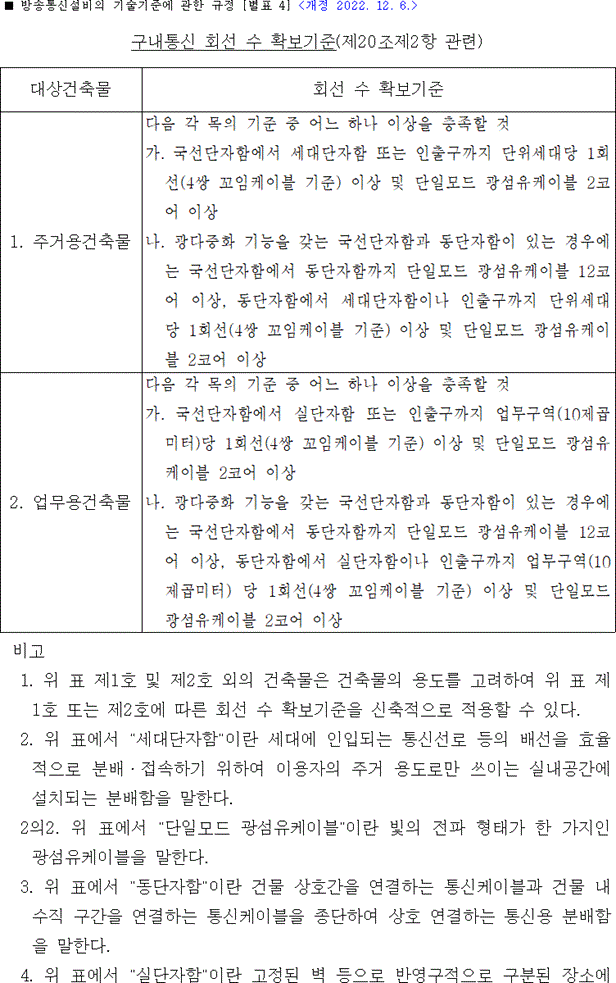 ■ 방송통신설비의 기술기준에 관한 규정 [별표 4] <개정 2022. 12. 6.>
구내통신 회선 수 확보기준(제20조제2항 관련)
대상건축물 회선 수 확보기준
1. 주거용건축물
다음 각 목의 기준 중 어느 하나 이상을 충족할 것
가. 국선단자함에서 세대단자함 또는 인출구까지 단위세대당 1회
선(4쌍 꼬임케이블 기준) 이상 및 단일모드 광섬유케이블 2코
어 이상
나. 광다중화 기능을 갖는 국선단자함과 동단자함이 있는 경우에
는 국선단자함에서 동단자함까지 단일모드 광섬유케이블 12코
어 이상, 동단자함에서 세대단자함이나 인출구까지 단위세대
당 1회선(4쌍 꼬임케이블 기준) 이상 및 단일모드 광섬유케이
블 2코어 이상
2. 업무용건축물
다음 각 목의 기준 중 어느 하나 이상을 충족할 것
가. 국선단자함에서 실단자함 또는 인출구까지 업무구역(10제곱
미터)당 1회선(4쌍 꼬임케이블 기준) 이상 및 단일모드 광섬유
케이블 2코어 이상
나. 광다중화 기능을 갖는 국선단자함과 동단자함이 있는 경우에
는 국선단자함에서 동단자함까지 단일모드 광섬유케이블 12코
어 이상, 동단자함에서 실단자함이나 인출구까지 업무구역(10
제곱미터) 당 1회선(4쌍 꼬임케이블 기준) 이상 및 단일모드
광섬유케이블 2코어 이상
비고
1. 위 표 제1호 및 제2호 외의 건축물은 건축물의 용도를 고려하여 위 표 제
1호 또는 제2호에 따른 회선 수 확보기준을 신축적으로 적용할 수 있다.
2. 위 표에서 "세대단자함"이란 세대에 인입되는 통신선로 등의 배선을 효율
적으로 분배·접속하기 위하여 이용자의 주거 용도로만 쓰이는 실내공간에
설치되는 분배함을 말한다.
2의2. 위 표에서 "단일모드 광섬유케이블"이란 빛의 전파 형태가 한 가지인
광섬유케이블을 말한다.
3. 위 표에서 "동단자함"이란 건물 상호간을 연결하는 통신케이블과 건물 내
수직 구간을 연결하는 통신케이블을 종단하여 상호 연결하는 통신용 분배함
을 말한다.
4. 위 표에서 "실단자함"이란 고정된 벽 등으로 반영구적으로 구분된 장소에